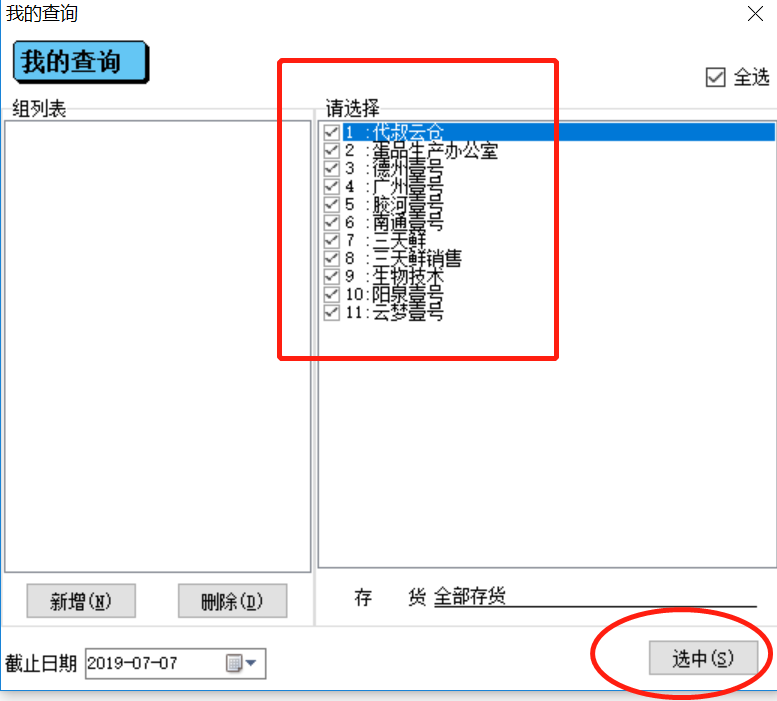 我的查询
我的查询
全选
组列表
请选择
1 :代叔云仓
2 :蛋品生产办公室
3 :德州壹号
4 :广州壹号
5 :胶河壹号
6 :南通壹号
7 :三天鲜
8 :三天鲜销售
9 :生物技术
10:阳泉壹号
11:云梦壹号
新增(N)
删除(D)
存 货 全部存货
截止日期 2019-07-07
选中(S)